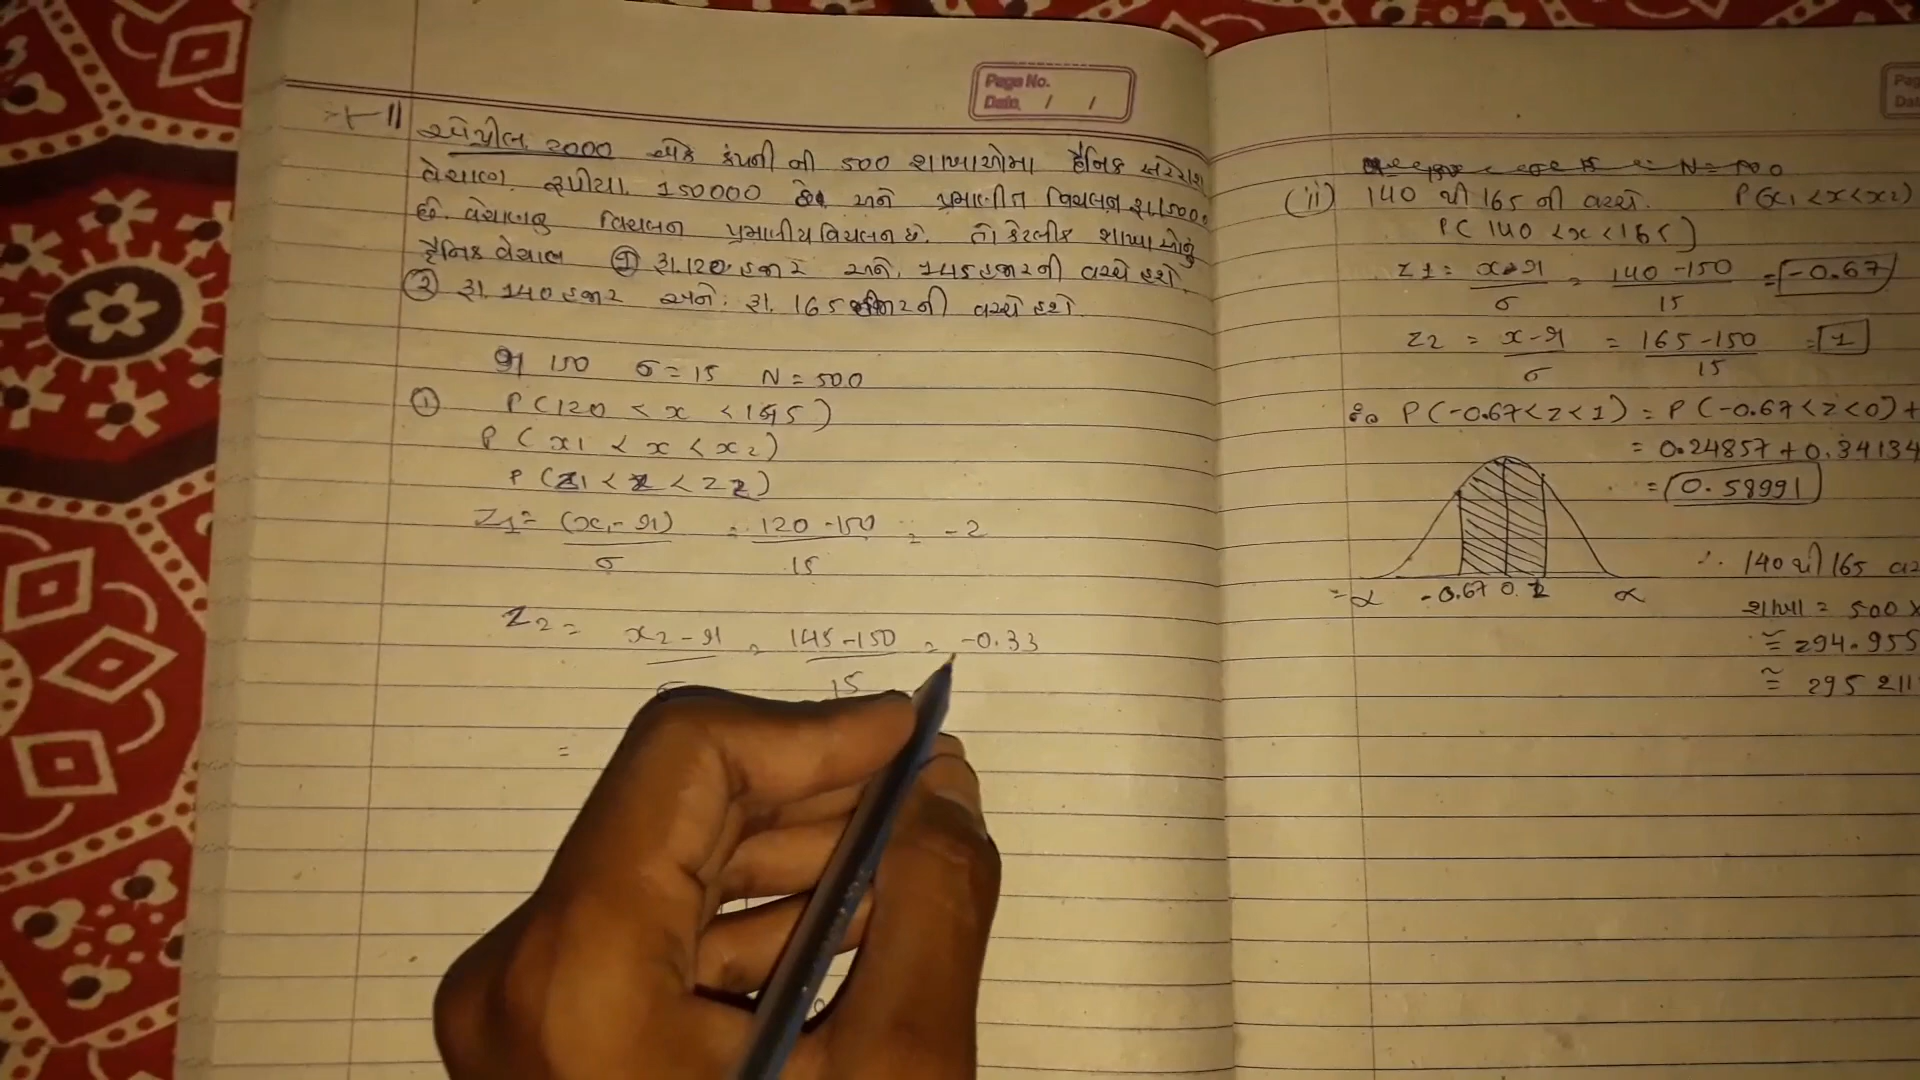 Page No.
Date / /
એપ્રીલ 2000 એક કંપની ની 500 શાખાઓમા દૈનિક સરેરાશ
વેચાણ રૂપીયા 150000 છે અને પ્રમાણીત વિચલન રૂા.15000
છે. વેચાણનુ વિચલન પ્રમાણીય વિચલન છે. તો કેટલીક શાખાઓનું
દૈનિક વેચાણ ① રૂા.120 હજાર અને 145 હજારની વચ્ચે હશે.
② રૂા. 140 હજાર અને રૂા. 165 હજારની વચ્ચે હશે.
150 σ = 15 N = 500
① P (120 < x < 145)
P (x1 < x < x2)
P (z1 < z < z2)
Z1 = (x1 - μ) / σ = 120 - 150 / 15 = -2
Z2 = x2 - μ / σ = 145 - 150 / 15 = -0.33
=
(ii) 140 થી 165 ની વચ્ચે. P(x1 < x < x2)
P( 140 < x < 165 )
Z1 = x - μ / σ = 140 - 150 / 15 = -0.67
Z2 = x - μ / σ = 165 - 150 / 15 = 1
∴ P(-0.67 < z < 1) = P(-0.67 < z < 0) +
= 0.24857 + 0.34134
= 0.58991
-0.67 0 1
∴ 140 થી 165
શાખા = 500 x
≅ 294.955
≅ 295